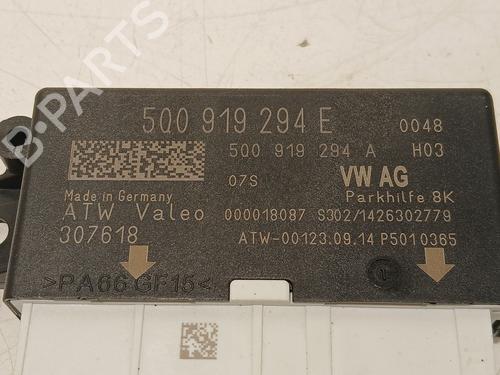 5Q0 919 294 E 0048
5Q0 919 294 A H03
07S VW AG
Made in Germany Parkhilfe 8K
ATW Valeo 000018087 S302/1426302779
307618 ATW-00123.09.14 P5010365
>PA66 GF15<